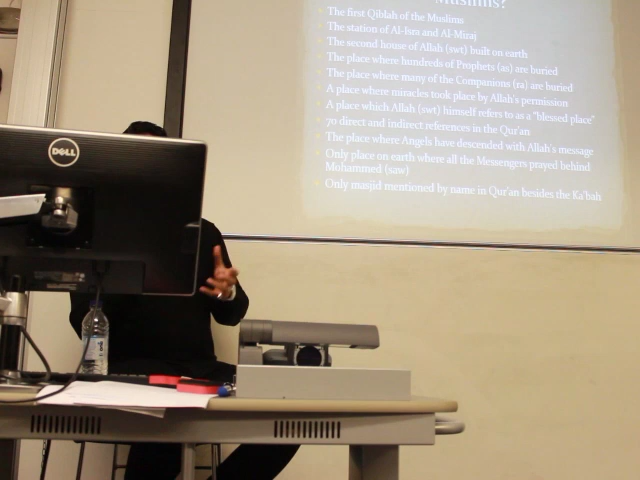 Muslims?
The first Qiblah of the Muslims
The station of Al-Isra and Al-Miraj
The second house of Allah (swt) built on earth
The place where hundreds of Prophets (as) are buried
The place where many of the Companions (ra) are buried
A place where miracles took place by Allah's permission
A place which Allah (swt) himself refers to as a "blessed place"
70 direct and indirect references in the Qur'an
The place where Angels have descended with Allah's message
Only place on earth where all the Messengers prayed behind
Mohammed (saw)
Only masjid mentioned by name in Qur'an besides the Ka'bah
DELL